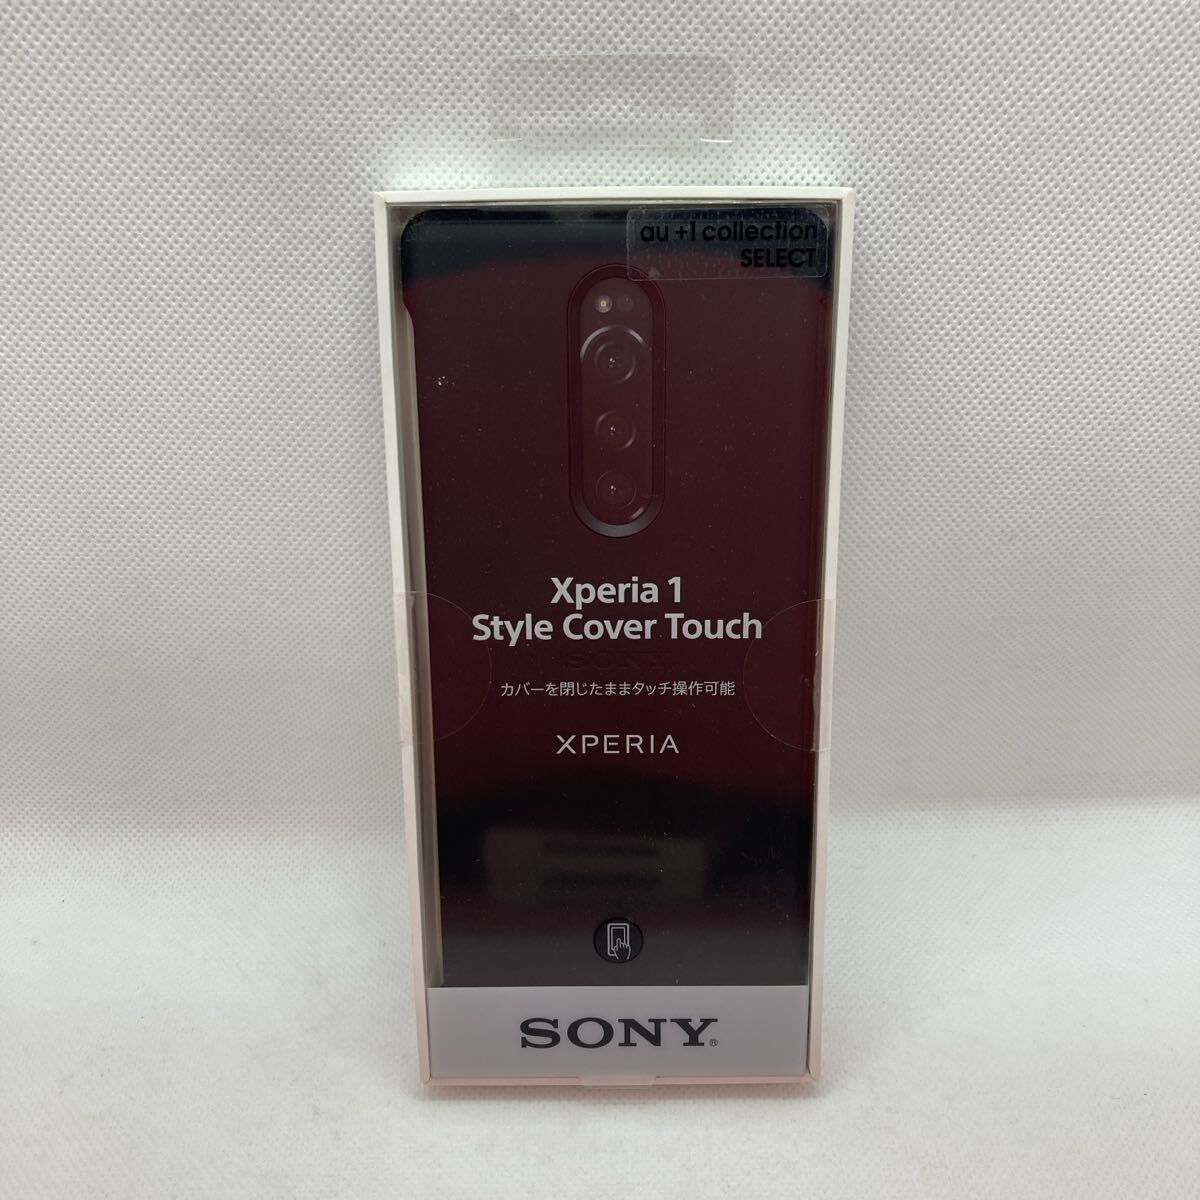 au +1 collection
SELECT
Xperia 1
Style Cover Touch
SONY
カバーを閉じたままタッチ操作可能
XPERIA
SONY®